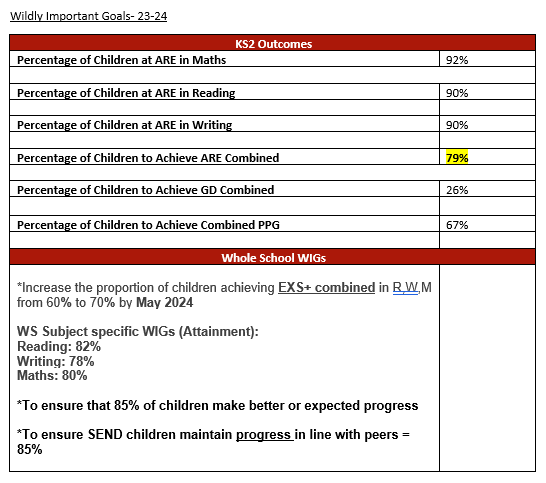 Wildly Important Goals- 23-24
KS2 Outcomes
Percentage of Children at ARE in Maths 92%
Percentage of Children at ARE in Reading 90%
Percentage of Children at ARE in Writing 90%
Percentage of Children to Achieve ARE Combined 79%
Percentage of Children to Achieve GD Combined 26%
Percentage of Children to Achieve Combined PPG 67%
Whole School WIGs
*Increase the proportion of children achieving EXS+ combined in R,W,M
from 60% to 70% by May 2024
WS Subject specific WIGs (Attainment):
Reading: 82%
Writing: 78%
Maths: 80%
*To ensure that 85% of children make better or expected progress
*To ensure SEND children maintain progress in line with peers =
85%